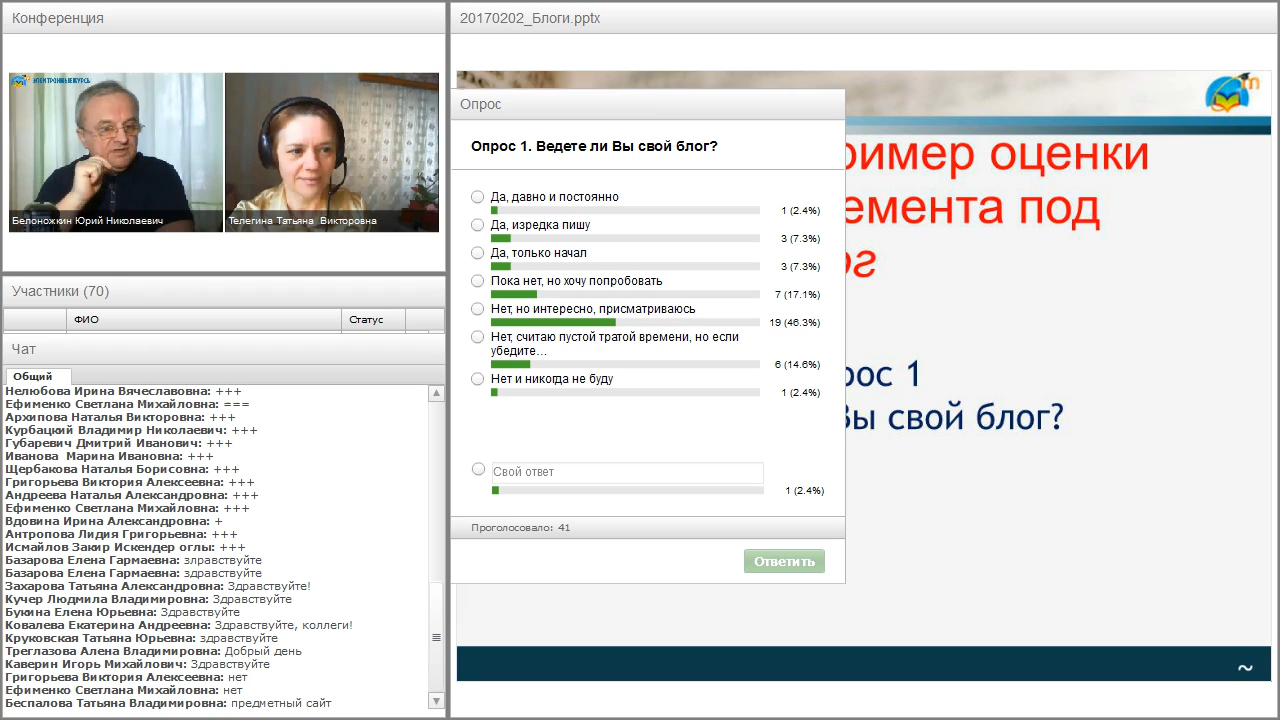 Конференция
ЭЛЕКТРОННЫЕ КУРСЫ
Белоножкин Юрий Николаевич
Телегина Татьяна Викторовна
Участники (70)
ФИО
Статус
Чат
Общий
Нелюбова Ирина Вячеславовна: +++
Ефименко Светлана Михайловна: ===
Архипова Наталья Викторовна: +++
Курбацкий Владимир Николаевич: +++
Губаревич Дмитрий Иванович: +++
Иванова Марина Ивановна: +++
Щербакова Наталья Борисовна: +++
Григорьева Виктория Алексеевна: +++
Андреева Наталья Александровна: +++
Ефименко Светлана Михайловна: +++
Вдовина Ирина Александровна: +
Антропова Лидия Григорьевна: +++
Исмайлов Закир Искендер оглы: +++
Базарова Елена Гармаевна: злравствуйте
Базарова Елена Гармаевна: здравствуйте
Захарова Татьяна Александровна: Здравствуйте!
Кучер Людмила Владимировна: Здравствуйте
Букина Елена Юрьевна: Здравствуйте
Ковалева Екатерина Андреевна: Здравствуйте, коллеги!
Круковская Татьяна Юрьевна: здравствуйте
Треглазова Алена Владимировна: Добрый день
Каверин Игорь Михайлович: Здравствуйте
Григорьева Виктория Алексеевна: нет
Ефименко Светлана Михайловна: нет
Беспалова Татьяна Владимировна: предметный сайт
20170202_Блоги.pptx
Опрос
Опрос 1. Ведете ли Вы свой блог?
Да, давно и постоянно
1 (2.4%)
Да, изредка пишу
3 (7.3%)
Да, только начал
3 (7.3%)
Пока нет, но хочу попробовать
7 (17.1%)
Нет, но интересно, присматриваюсь
19 (46.3%)
Нет, считаю пустой тратой времени, но если
убедите...
6 (14.6%)
Нет и никогда не буду
1 (2.4%)
Свой ответ
1 (2.4%)
Проголосовало: 41
Ответить
ример оценки
емента под
ог
рос 1
Вы свой блог?
~